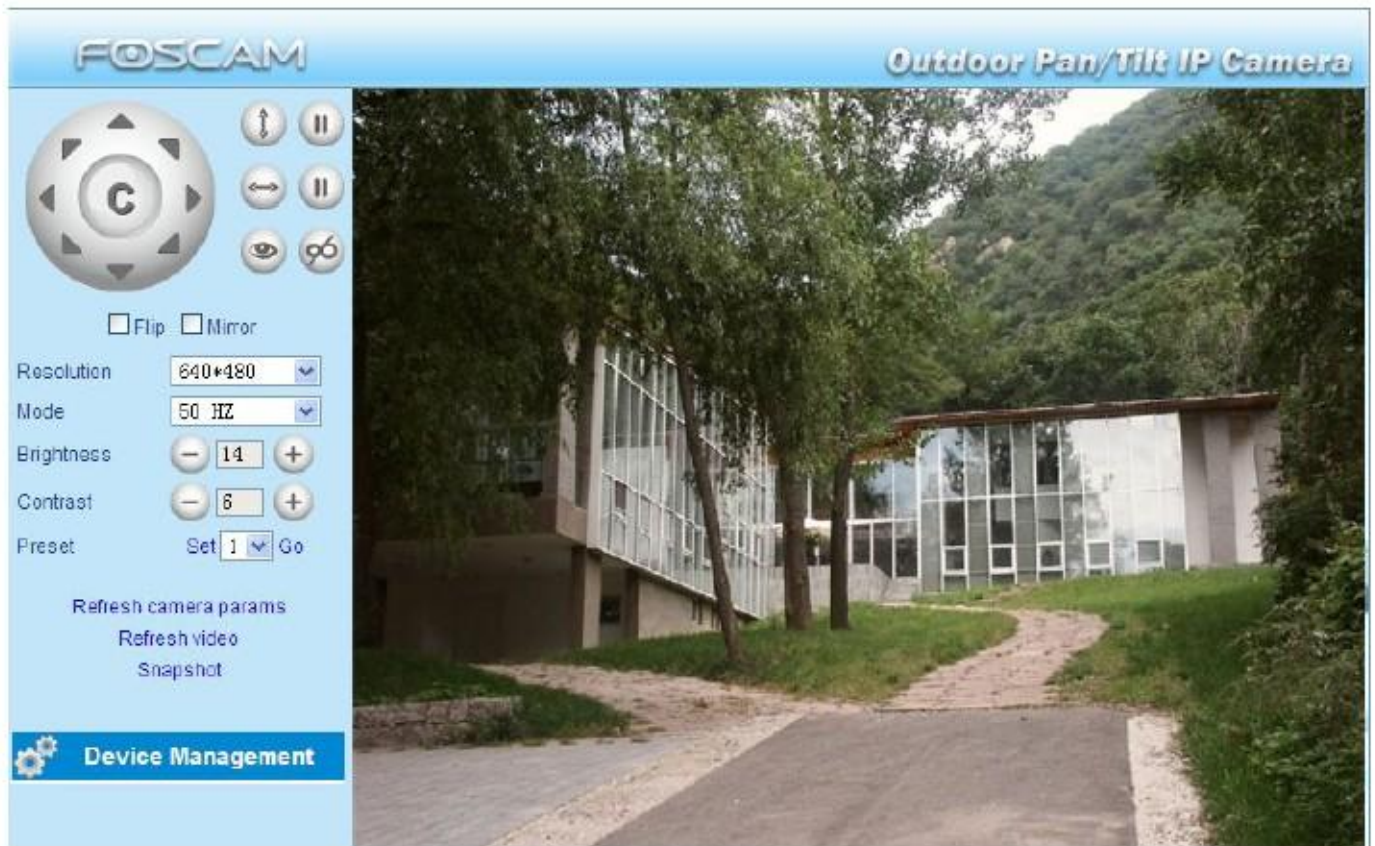 FOSCAM
Outdoor Pan/Tilt IP Camera
C
Flip Mirror
Resolution 640*480
Mode 50 HZ
Brightness 14
Contrast 6
Preset Set 1 Go
Refresh camera params
Refresh video
Snapshot
Device Management